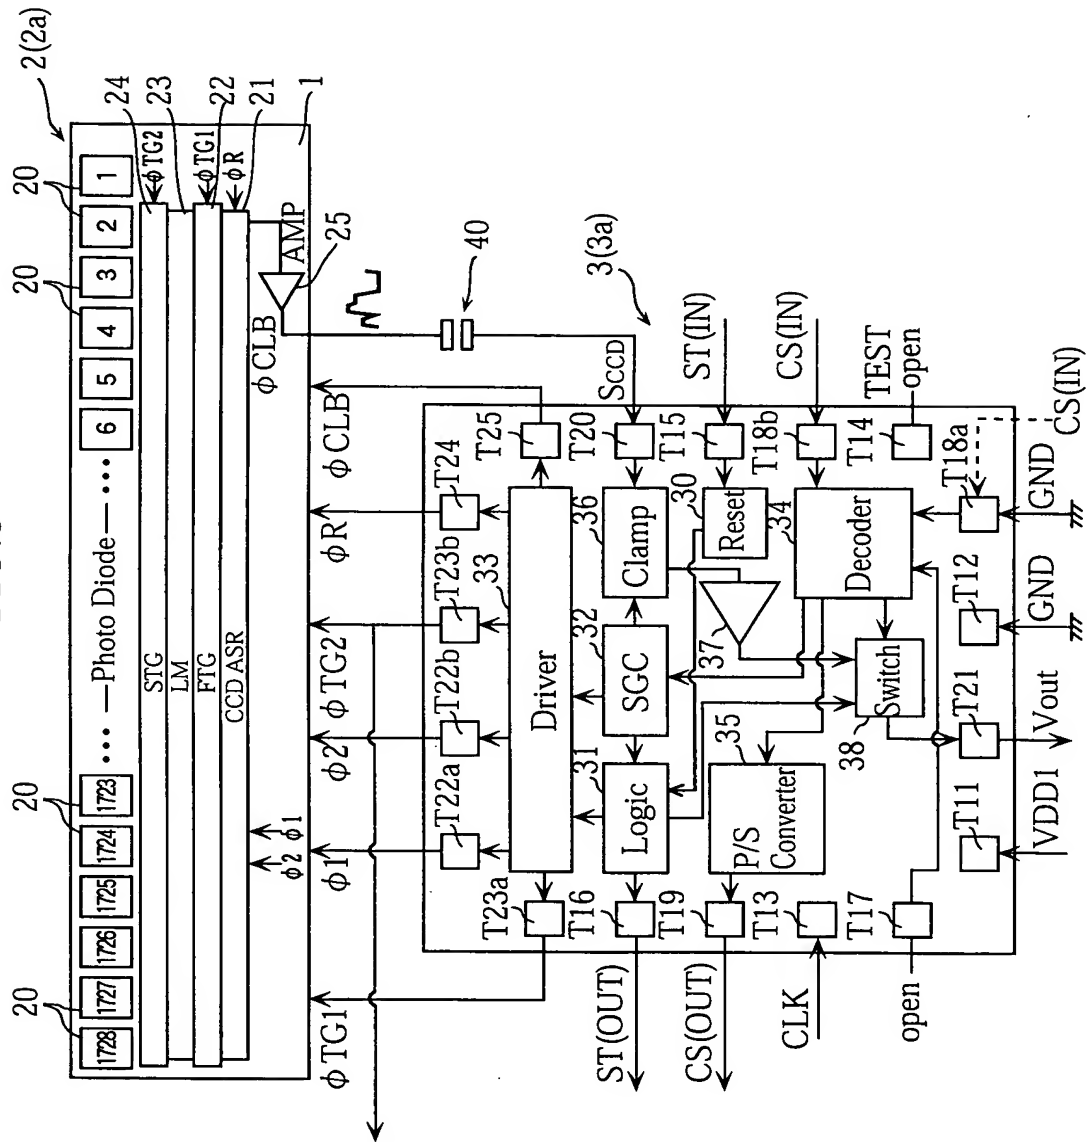 2(2a)
20
20
20
20
24
23
22
21
1
1
2
3
4
5
6
••• —Photo Diode— •••
1723
1724
1725
1726
1727
1728
STG
LM
FTG
CCD ASR
φTG2
φTG1
φR
AMP
25
φCLB
φ1
φ2
40
φTG1
φ1
φ2
φTG2
φR
φCLB
SCCD
3(3a)
T23a
T22a
T22b
T23b
T24
T25
33
Driver
T16
31
Logic
32
SGC
36
Clamp
T20
ST(OUT)
T19
CS(OUT)
35
P/S
Converter
37
30
Reset
T15
ST(IN)
T13
CLK
38
Switch
34
Decoder
T18b
CS(IN)
T17
open
T14
TEST
open
T11
VDD1
T21
Vout
T12
GND
T18a
GND
CS(IN)